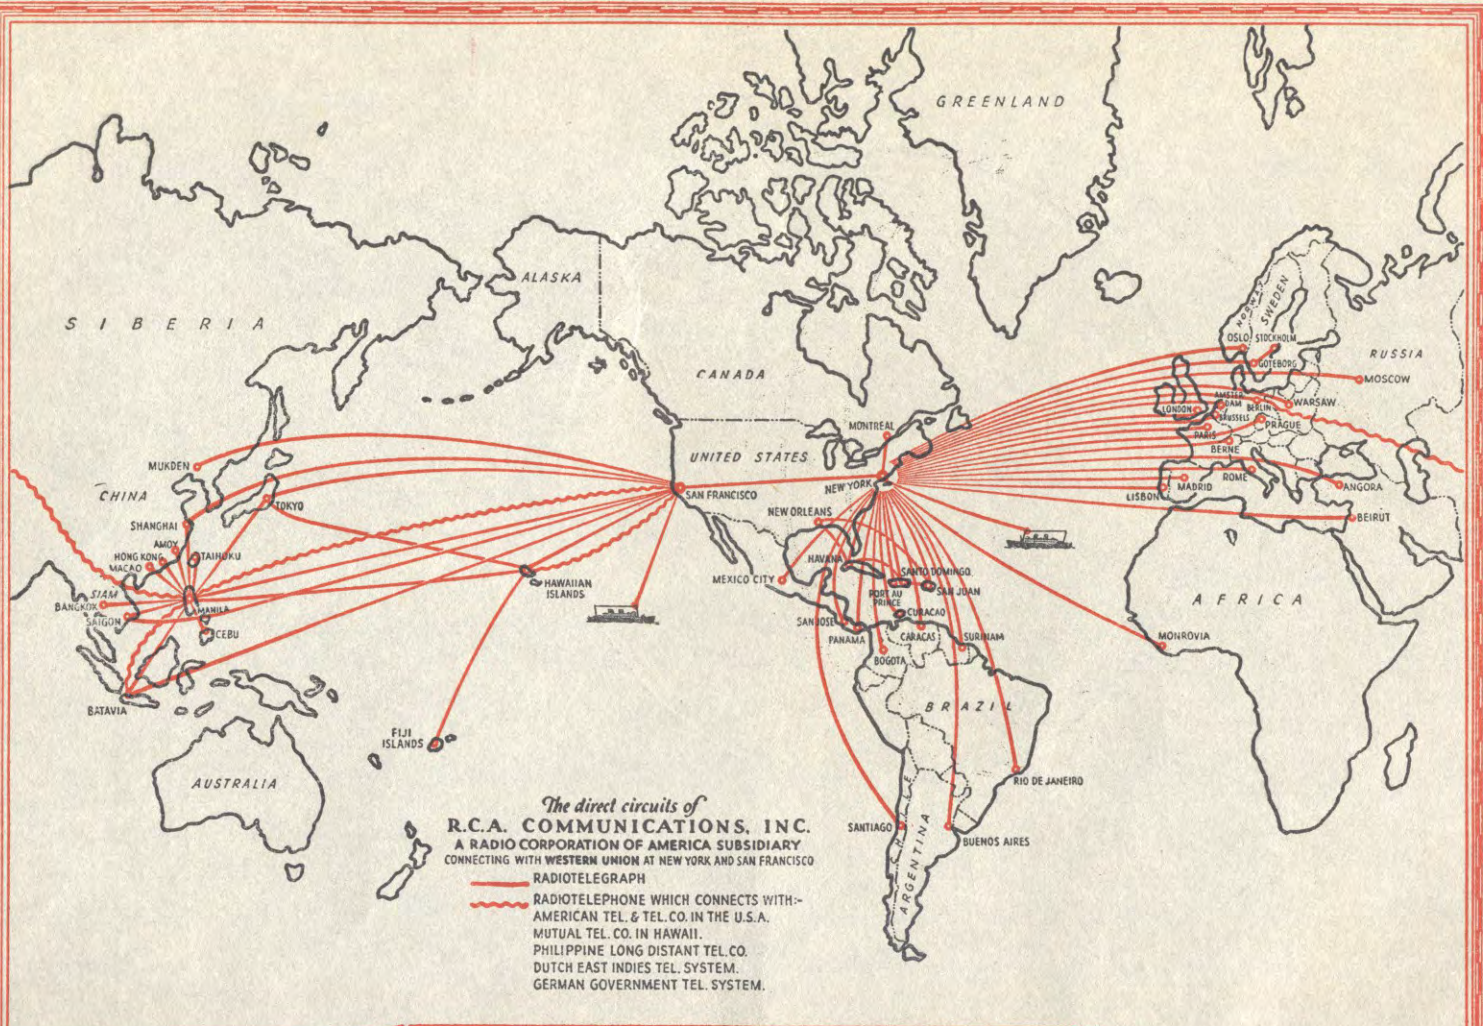 GREENLAND
ALASKA
SIBERIA
NORWAY
SWEDEN
OSLO
STOCKHOLM
GOTEBORG
RUSSIA
MOSCOW
CANADA
AMSTER
DAM
BERLIN
WARSAW
LONDON
BRUSSELS
PRAGUE
PARIS
BERNE
MONTREAL
UNITED STATES
MUKDEN
CHINA
NEW YORK
ROME
MADRID
LISBON
ANGORA
SAN FRANCISCO
TOKYO
NEW ORLEANS
BEIRUT
SHANGHAI
AMOY
HONG KONG
TAIHOKU
MACAO
HAVANA
SANTO DOMINGO
MEXICO CITY
SAN JUAN
HAWAIIAN
ISLANDS
PORT AU
PRINCE
SIAM
BANGKOK
MANILA
SAIGON
CURACAO
AFRICA
SAN JOSE
CEBU
PANAMA
CARACAS
SURINAM
MONROVIA
BOGOTA
BATAVIA
BRAZIL
FIJI
ISLANDS
AUSTRALIA
RIO DE JANEIRO
SANTIAGO
BUENOS AIRES
CHILE
ARGENTINA
The direct circuits of
R.C.A. COMMUNICATIONS, INC.
A RADIO CORPORATION OF AMERICA SUBSIDIARY
CONNECTING WITH WESTERN UNION AT NEW YORK AND SAN FRANCISCO
RADIOTELEGRAPH
RADIOTELEPHONE WHICH CONNECTS WITH:-
AMERICAN TEL. & TEL. CO. IN THE U.S.A.
MUTUAL TEL. CO. IN HAWAII.
PHILIPPINE LONG DISTANT TEL. CO.
DUTCH EAST INDIES TEL. SYSTEM.
GERMAN GOVERNMENT TEL. SYSTEM.